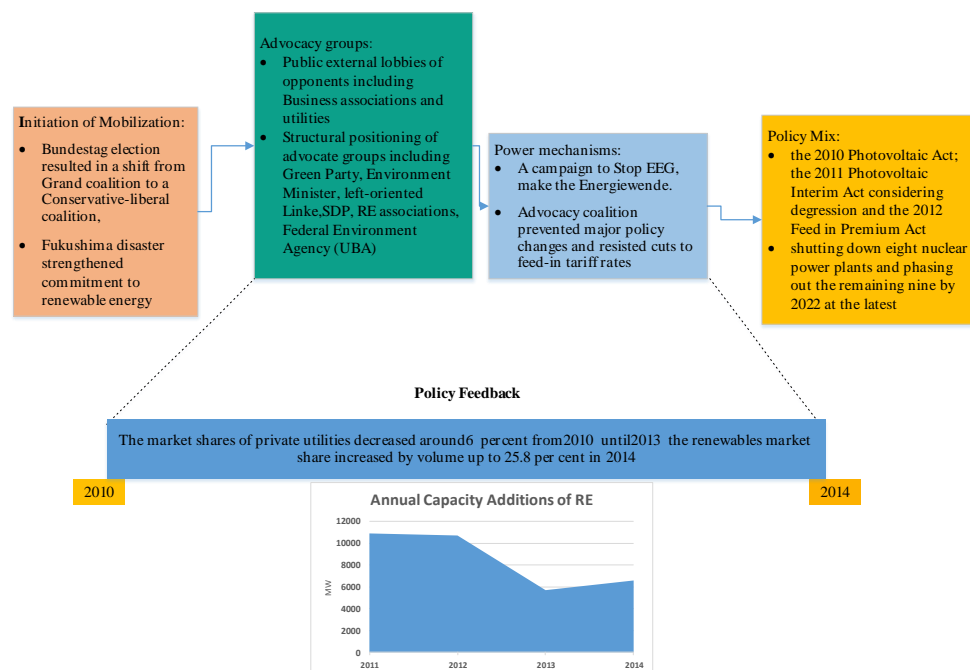 Initiation of Mobilization:
• Bundestag election
resulted in a shift from
Grand coalition to a
Conservative-liberal
coalition,
• Fukushima disaster
strengthened
commitment to
renewable energy
Advocacy groups:
• Public external lobbies of
opponents including
Business associations and
utilities
• Structural positioning of
advocate groups including
Green Party, Environment
Minister, left-oriented
Linke,SDP, RE associations,
Federal Environment
Agency (UBA)
Power mechanisms:
• A campaign to Stop EEG,
make the Energiewende.
• Advocacy coalition
prevented major policy
changes and resisted cuts to
feed-in tariff rates
Policy Mix:
• the 2010 Photovoltaic Act;
the 2011 Photovoltaic
Interim Act considering
degression and the 2012
Feed in Premium Act
• shutting down eight nuclear
power plants and phasing
out the remaining nine by
2022 at the latest
Policy Feedback
The market shares of private utilities decreased around6 percent from2010 until2013 the renewables market
share increased by volume up to 25.8 per cent in 2014
2010
2014
Annual Capacity Additions of RE
12000
10000
8000
6000
4000
2000
0
MW
2011 2012 2013 2014